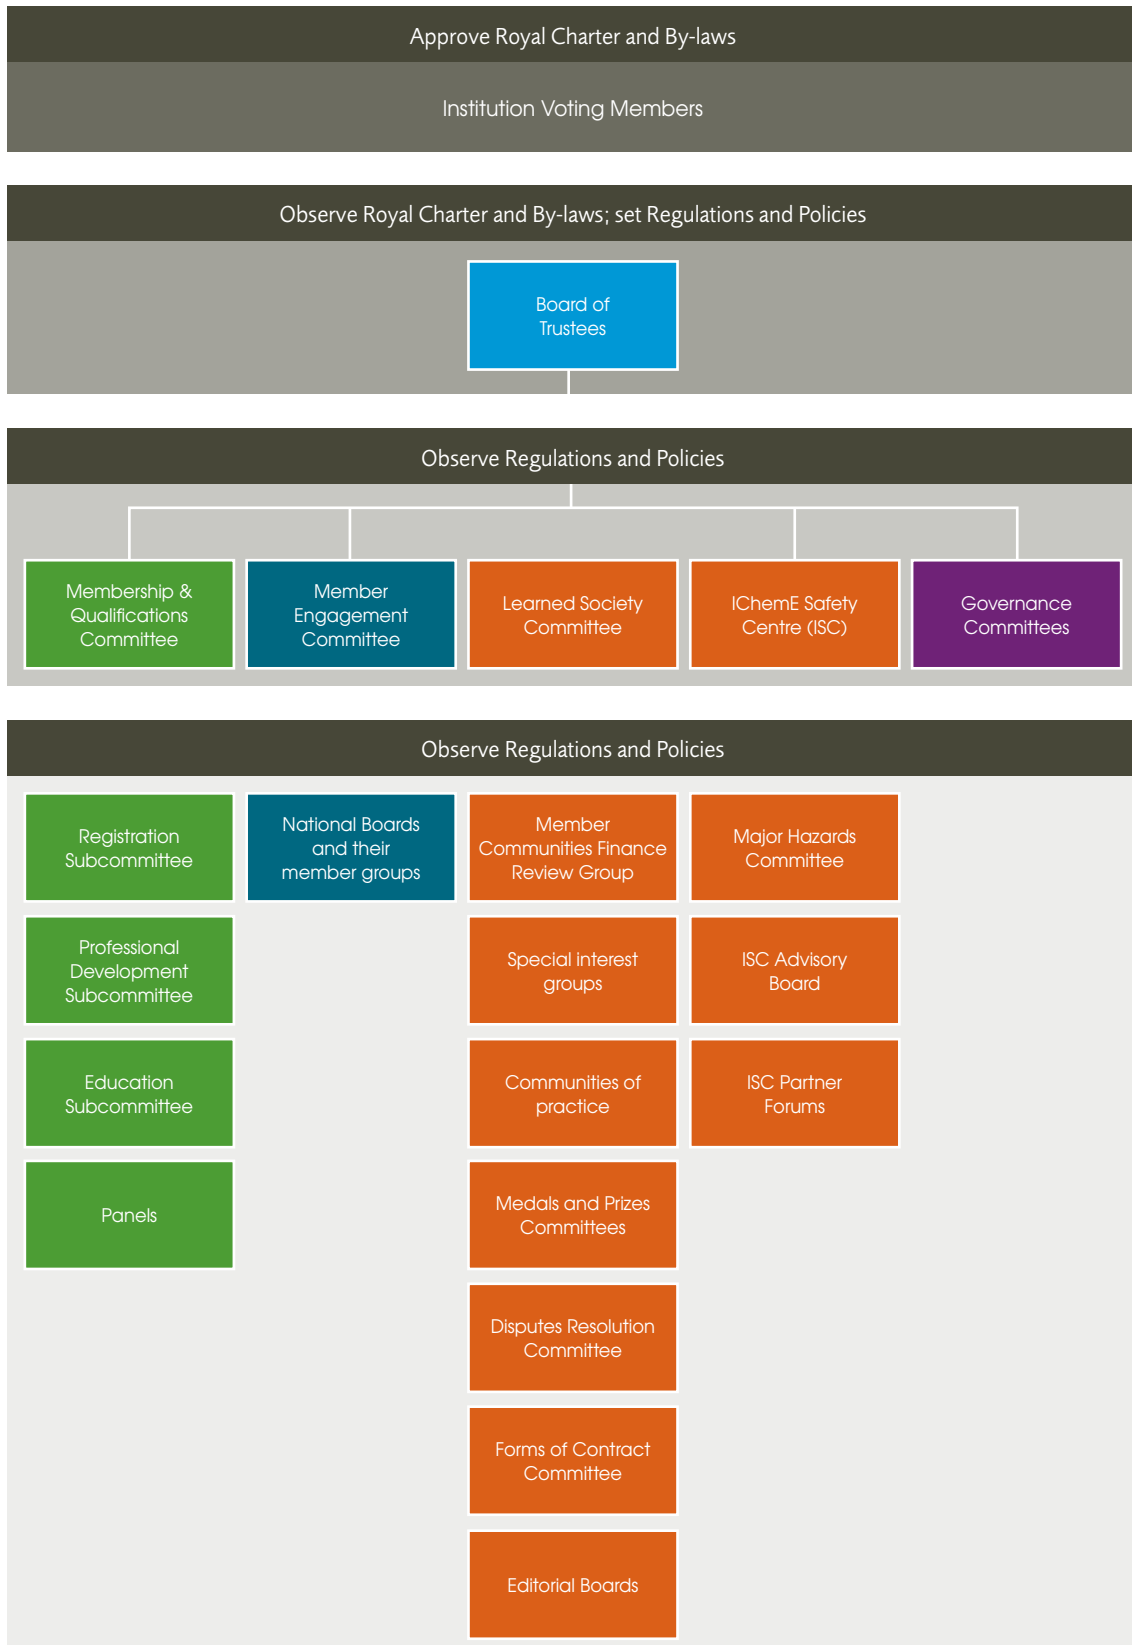 Approve Royal Charter and By-laws
Institution Voting Members
Observe Royal Charter and By-laws; set Regulations and Policies
Board of
Trustees
Observe Regulations and Policies
Membership &
Qualifications
Committee
Member
Engagement
Committee
Learned Society
Committee
IChemE Safety
Centre (ISC)
Governance
Committees
Observe Regulations and Policies
Registration
Subcommittee
National Boards
and their
member groups
Member
Communities Finance
Review Group
Major Hazards
Committee
Professional
Development
Subcommittee
Special interest
groups
ISC Advisory
Board
Education
Subcommittee
Communities of
practice
ISC Partner
Forums
Panels
Medals and Prizes
Committees
Disputes Resolution
Committee
Forms of Contract
Committee
Editorial Boards